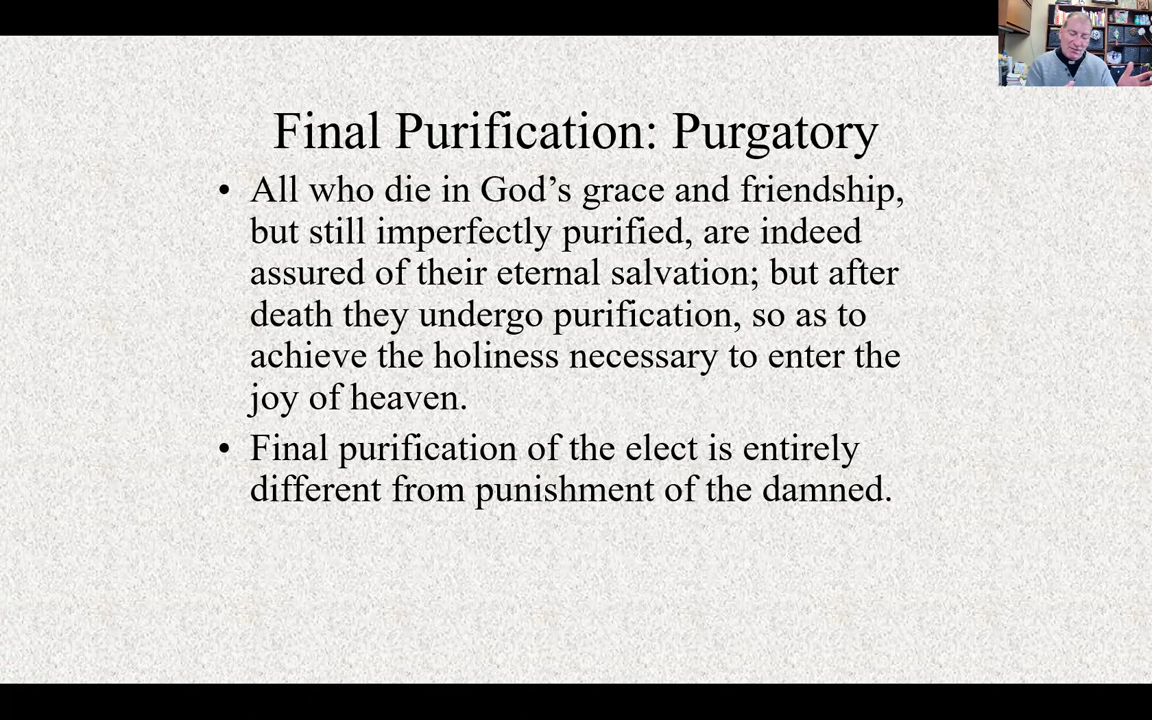 Final Purification: Purgatory
• All who die in God’s grace and friendship,
but still imperfectly purified, are indeed
assured of their eternal salvation; but after
death they undergo purification, so as to
achieve the holiness necessary to enter the
joy of heaven.
• Final purification of the elect is entirely
different from punishment of the damned.